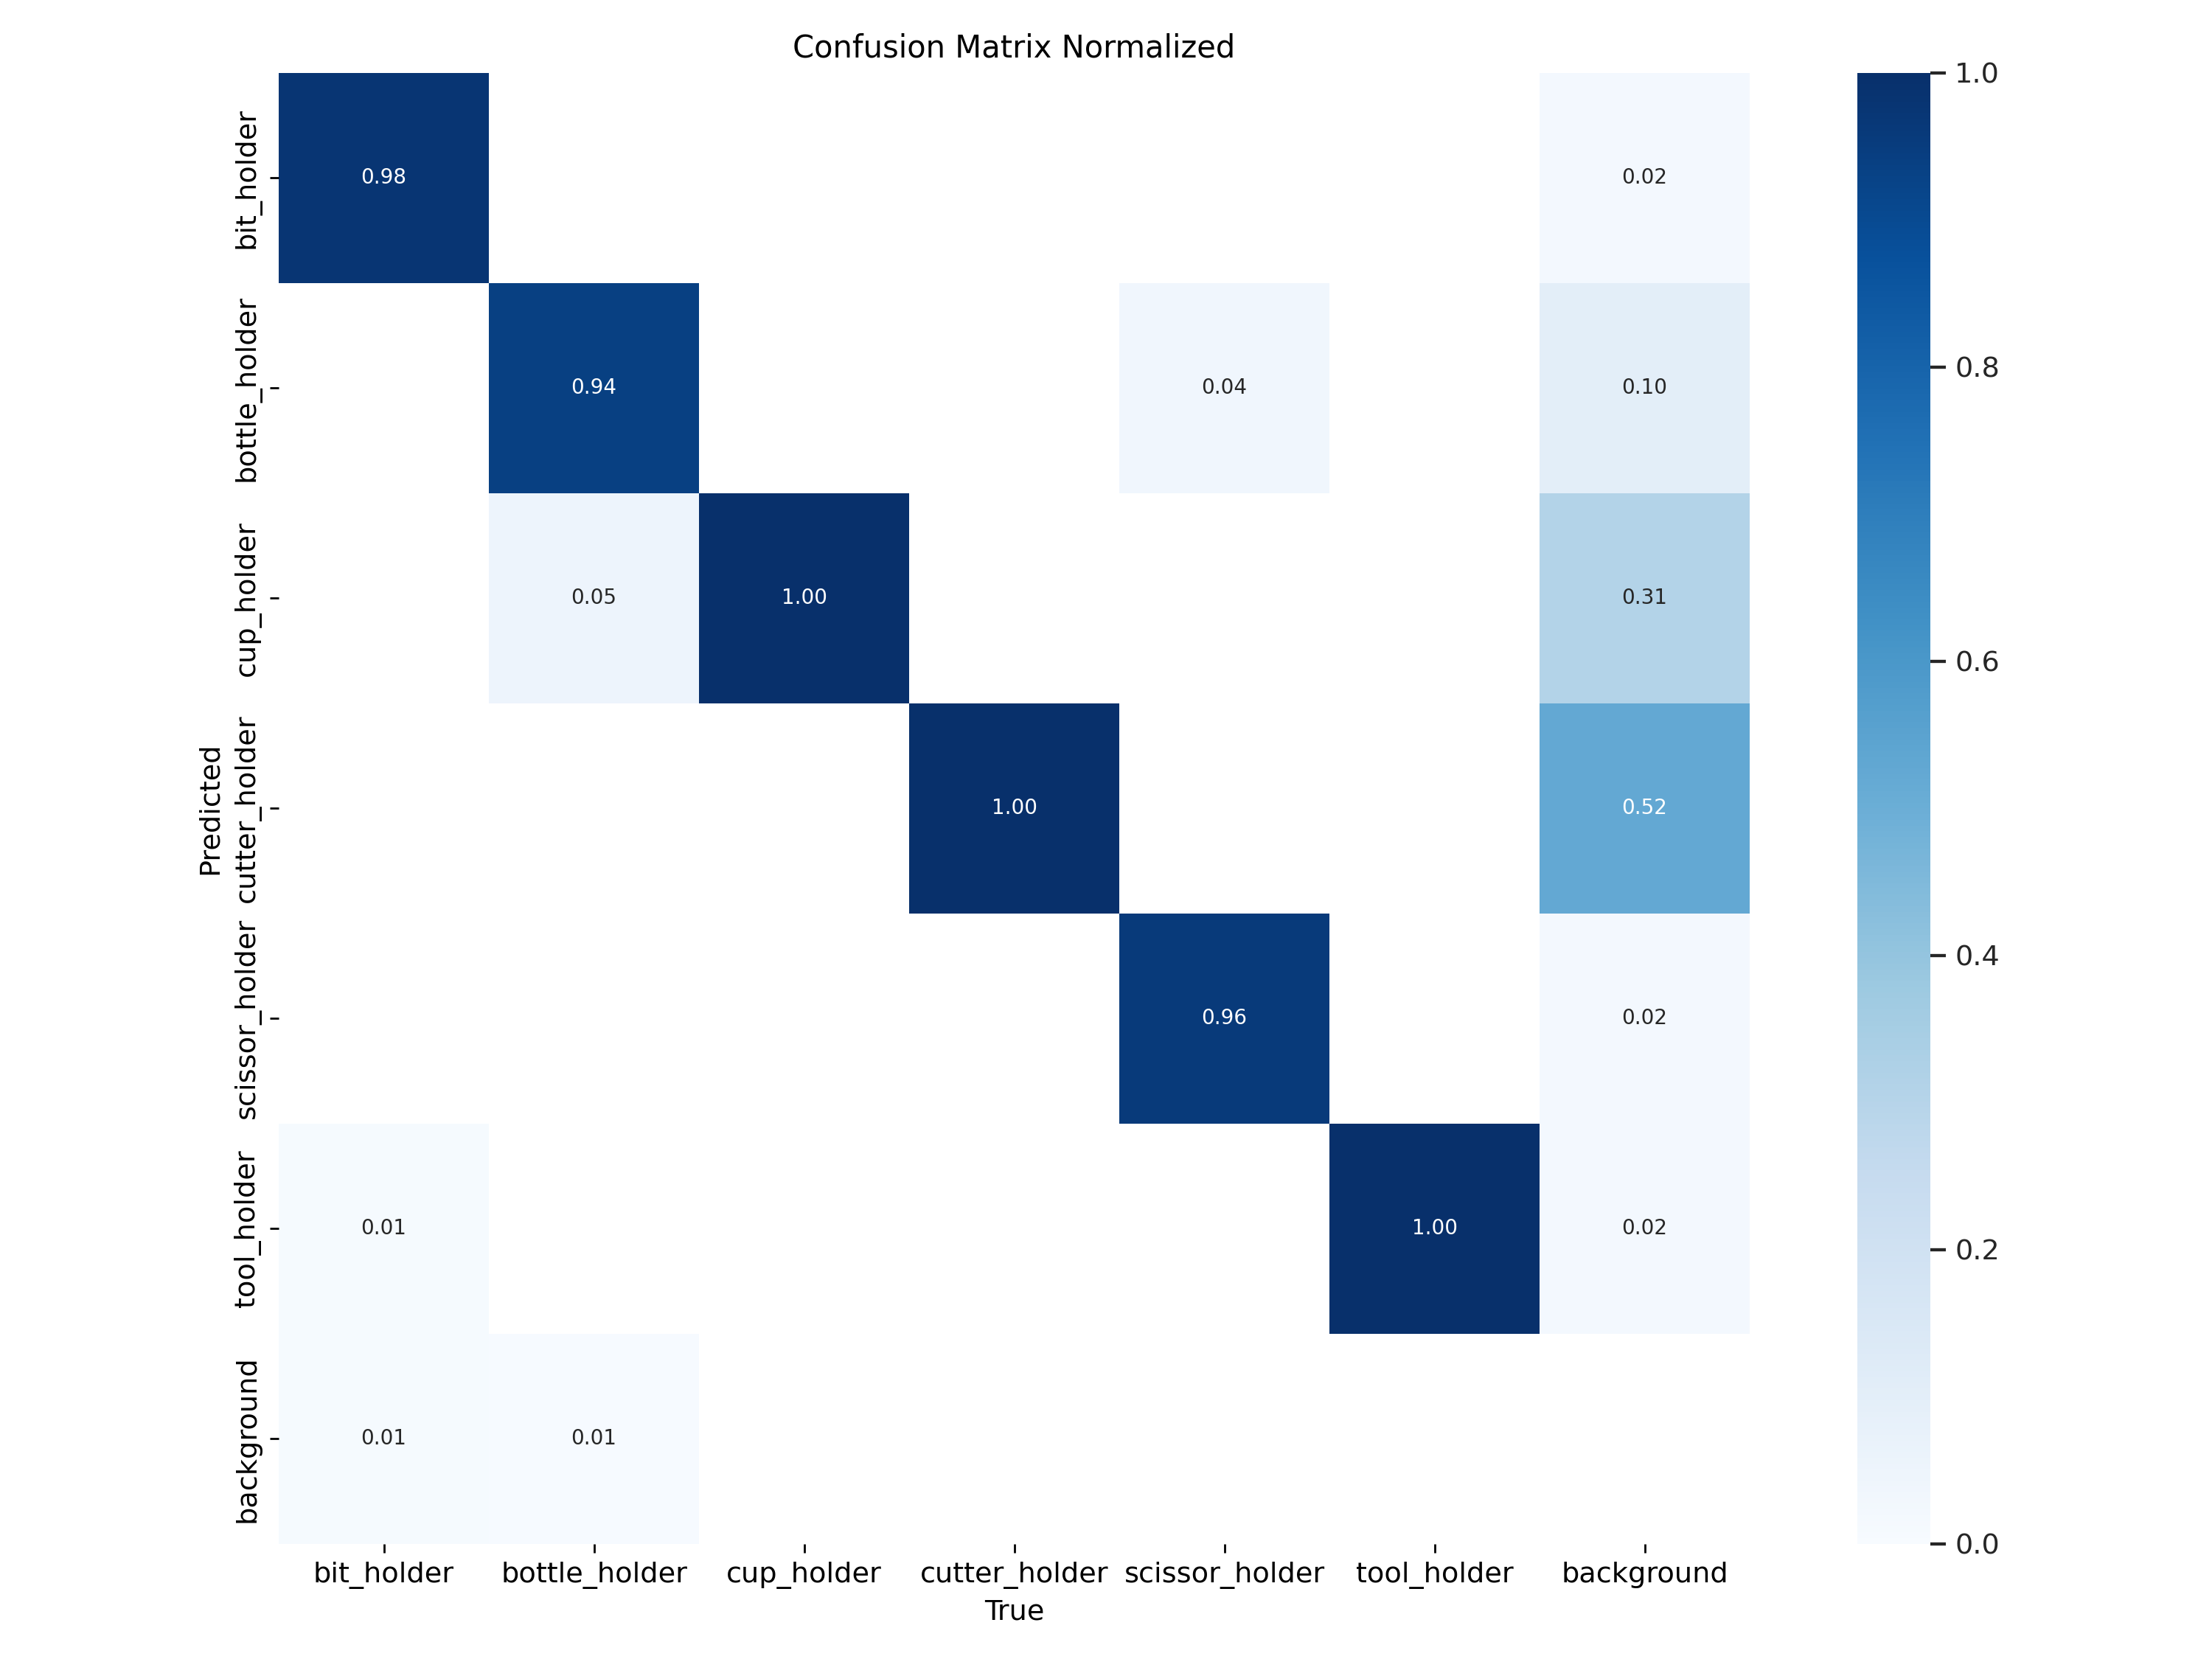 Confusion Matrix Normalized
bit_holder
0.98
0.02
1.0
bottle_holder
0.94
0.04
0.10
0.8
cup_holder
0.05
1.00
0.31
0.6
Predicted
cutter_holder
1.00
0.52
0.4
scissor_holder
0.96
0.02
tool_holder
0.01
1.00
0.02
0.2
background
0.01
0.01
0.0
bit_holder bottle_holder cup_holder cutter_holder scissor_holder tool_holder background
True